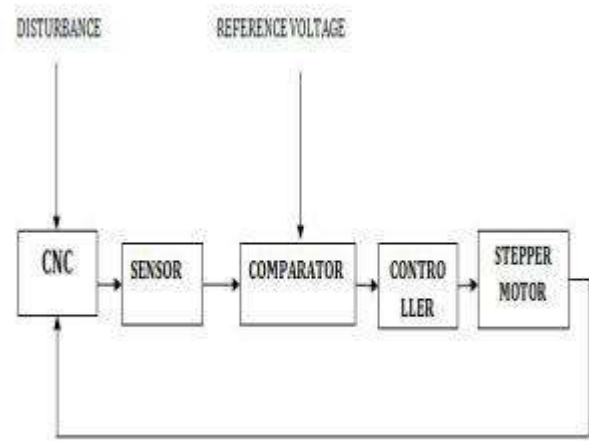 DISTURBANCE
REFERENCE VOLTAGE
CNC
SENSOR
COMPARATOR
CONTRO
LLER
STEPPER
MOTOR